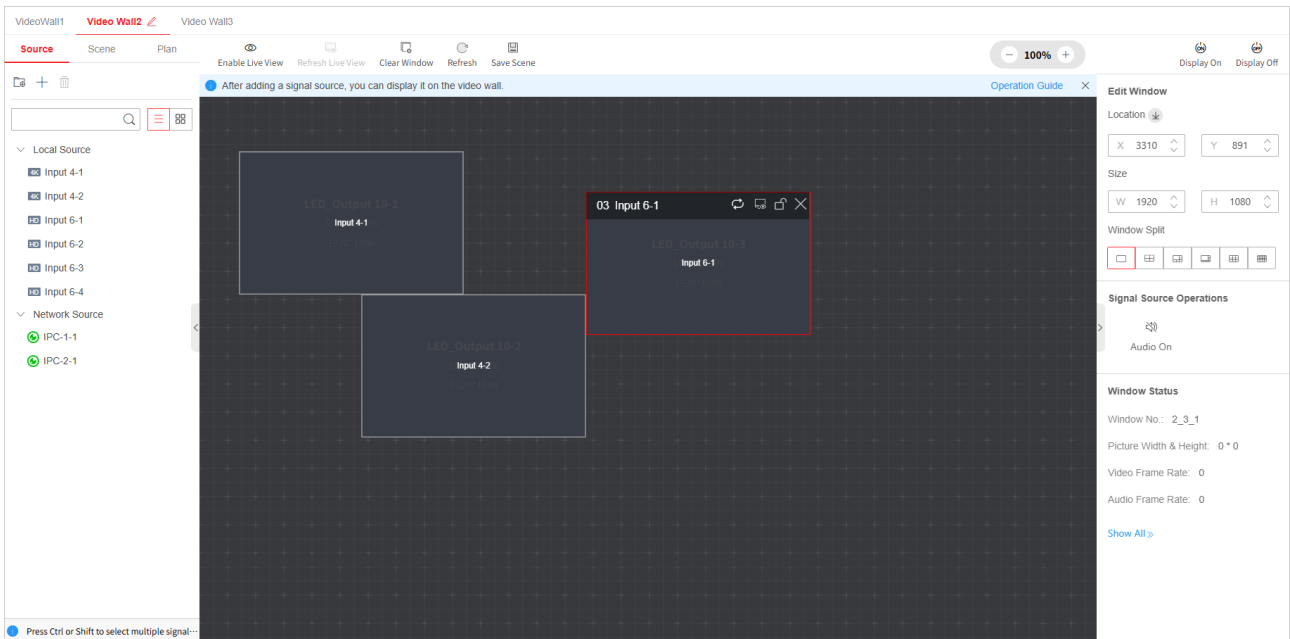 VideoWall1 Video Wall2 Video Wall3
Source Scene Plan
Enable Live View Refresh Live View Clear Window Refresh Save Scene
100%
Display On Display Off
After adding a signal source, you can display it on the video wall. Operation Guide
Local Source
4K Input 4-1
4K Input 4-2
HD Input 6-1
HD Input 6-2
HD Input 6-3
HD Input 6-4
Network Source
IPC-1-1
IPC-2-1
Press Ctrl or Shift to select multiple signal···
LED_Output 10-1
Input 4-1
03 Input 6-1
LED_Output 10-3
Input 6-1
LED_Output 10-2
Input 4-2
Edit Window
Location
X 3310 Y 891
Size
W 1920 H 1080
Window Split
Signal Source Operations
Audio On
Window Status
Window No.: 2_3_1
Picture Width & Height: 0 * 0
Video Frame Rate: 0
Audio Frame Rate: 0
Show All